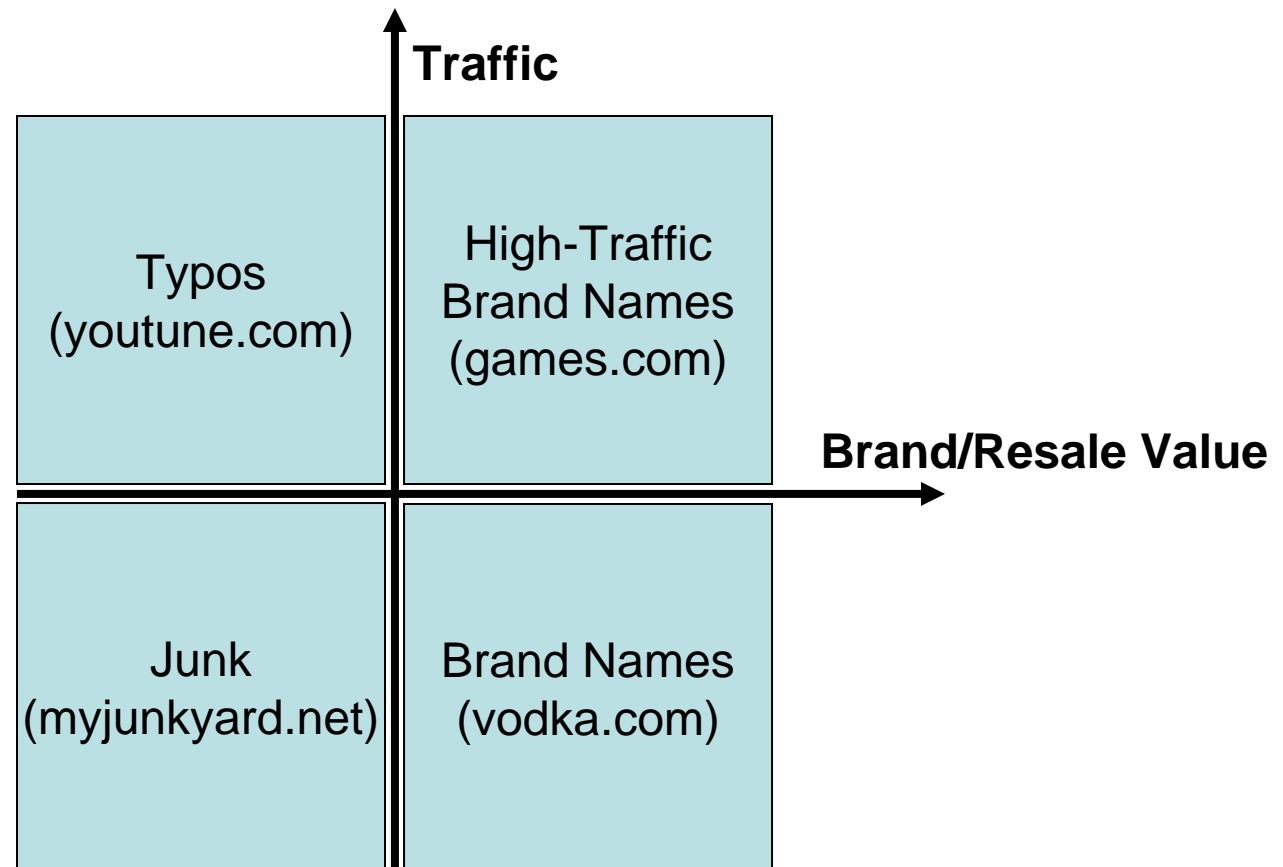 Traffic
Typos
(youtune.com)
High-Traffic
Brand Names
(games.com)
Brand/Resale Value
Junk
(myjunkyard.net)
Brand Names
(vodka.com)